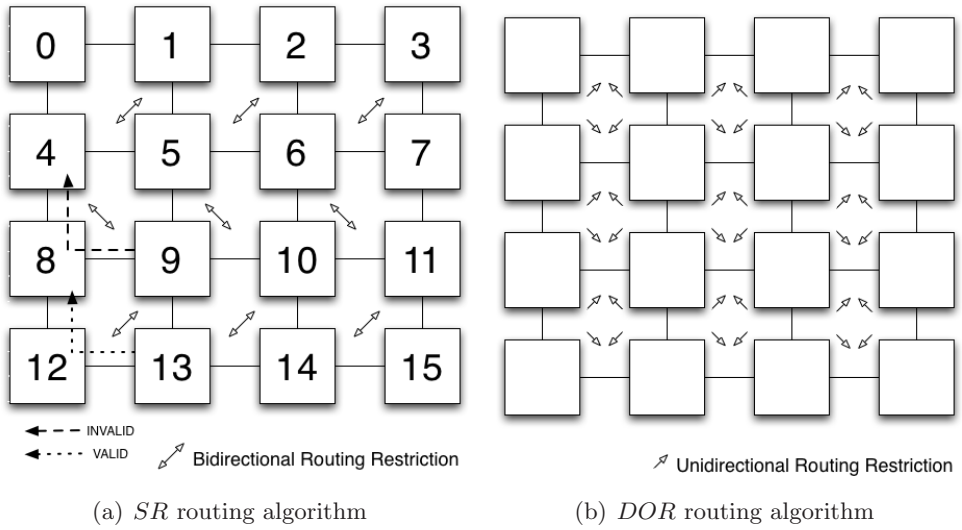 0 1 2 3
4 5 6 7
8 9 10 11
12 13 14 15
INVALID
VALID
Bidirectional Routing Restriction
Unidirectional Routing Restriction
(a) SR routing algorithm
(b) DOR routing algorithm